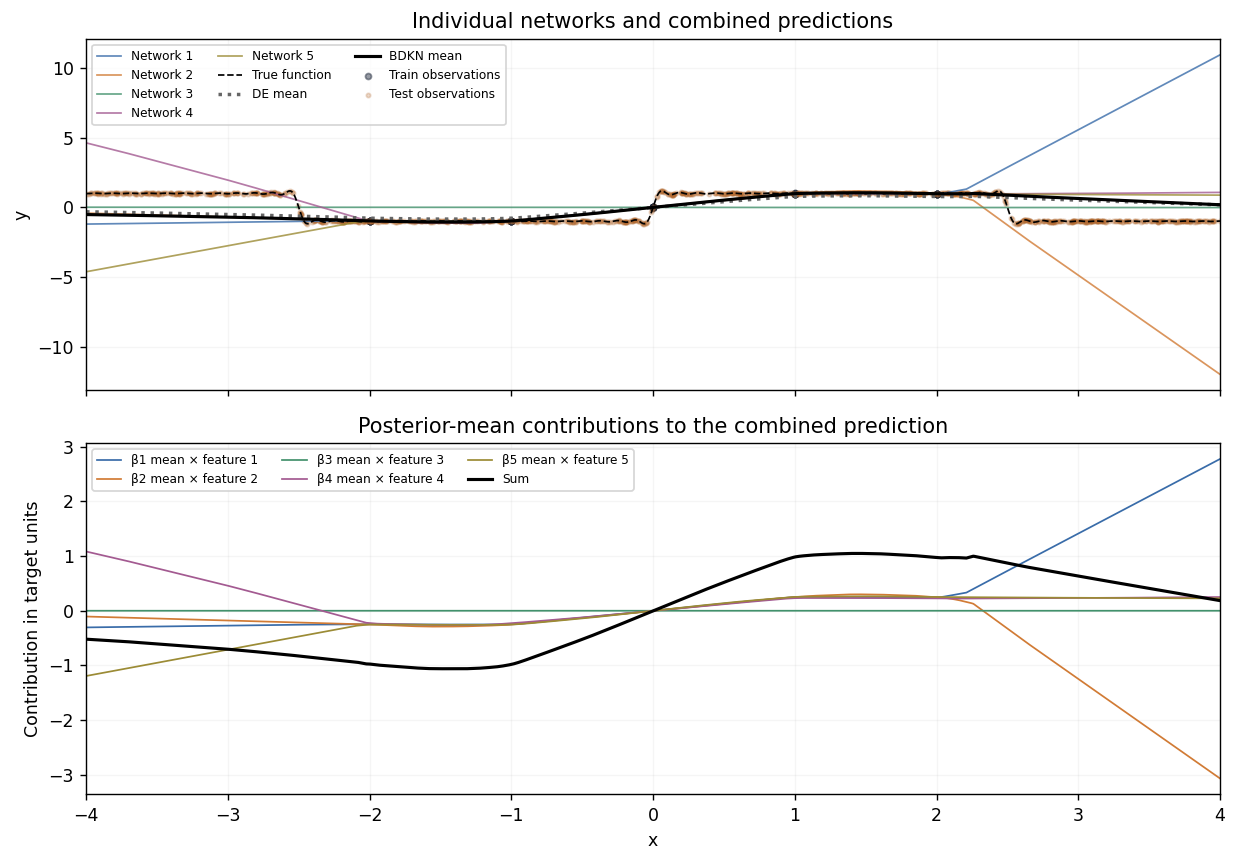 Individual networks and combined predictions
Network 1
Network 2
Network 3
Network 4
Network 5
True function
DE mean
BDKN mean
Train observations
Test observations
10
5
0
−5
−10
y
Posterior-mean contributions to the combined prediction
β1 mean × feature 1
β2 mean × feature 2
β3 mean × feature 3
β4 mean × feature 4
β5 mean × feature 5
Sum
3
2
1
0
−1
−2
−3
Contribution in target units
−4
−3
−2
−1
0
1
2
3
4
x